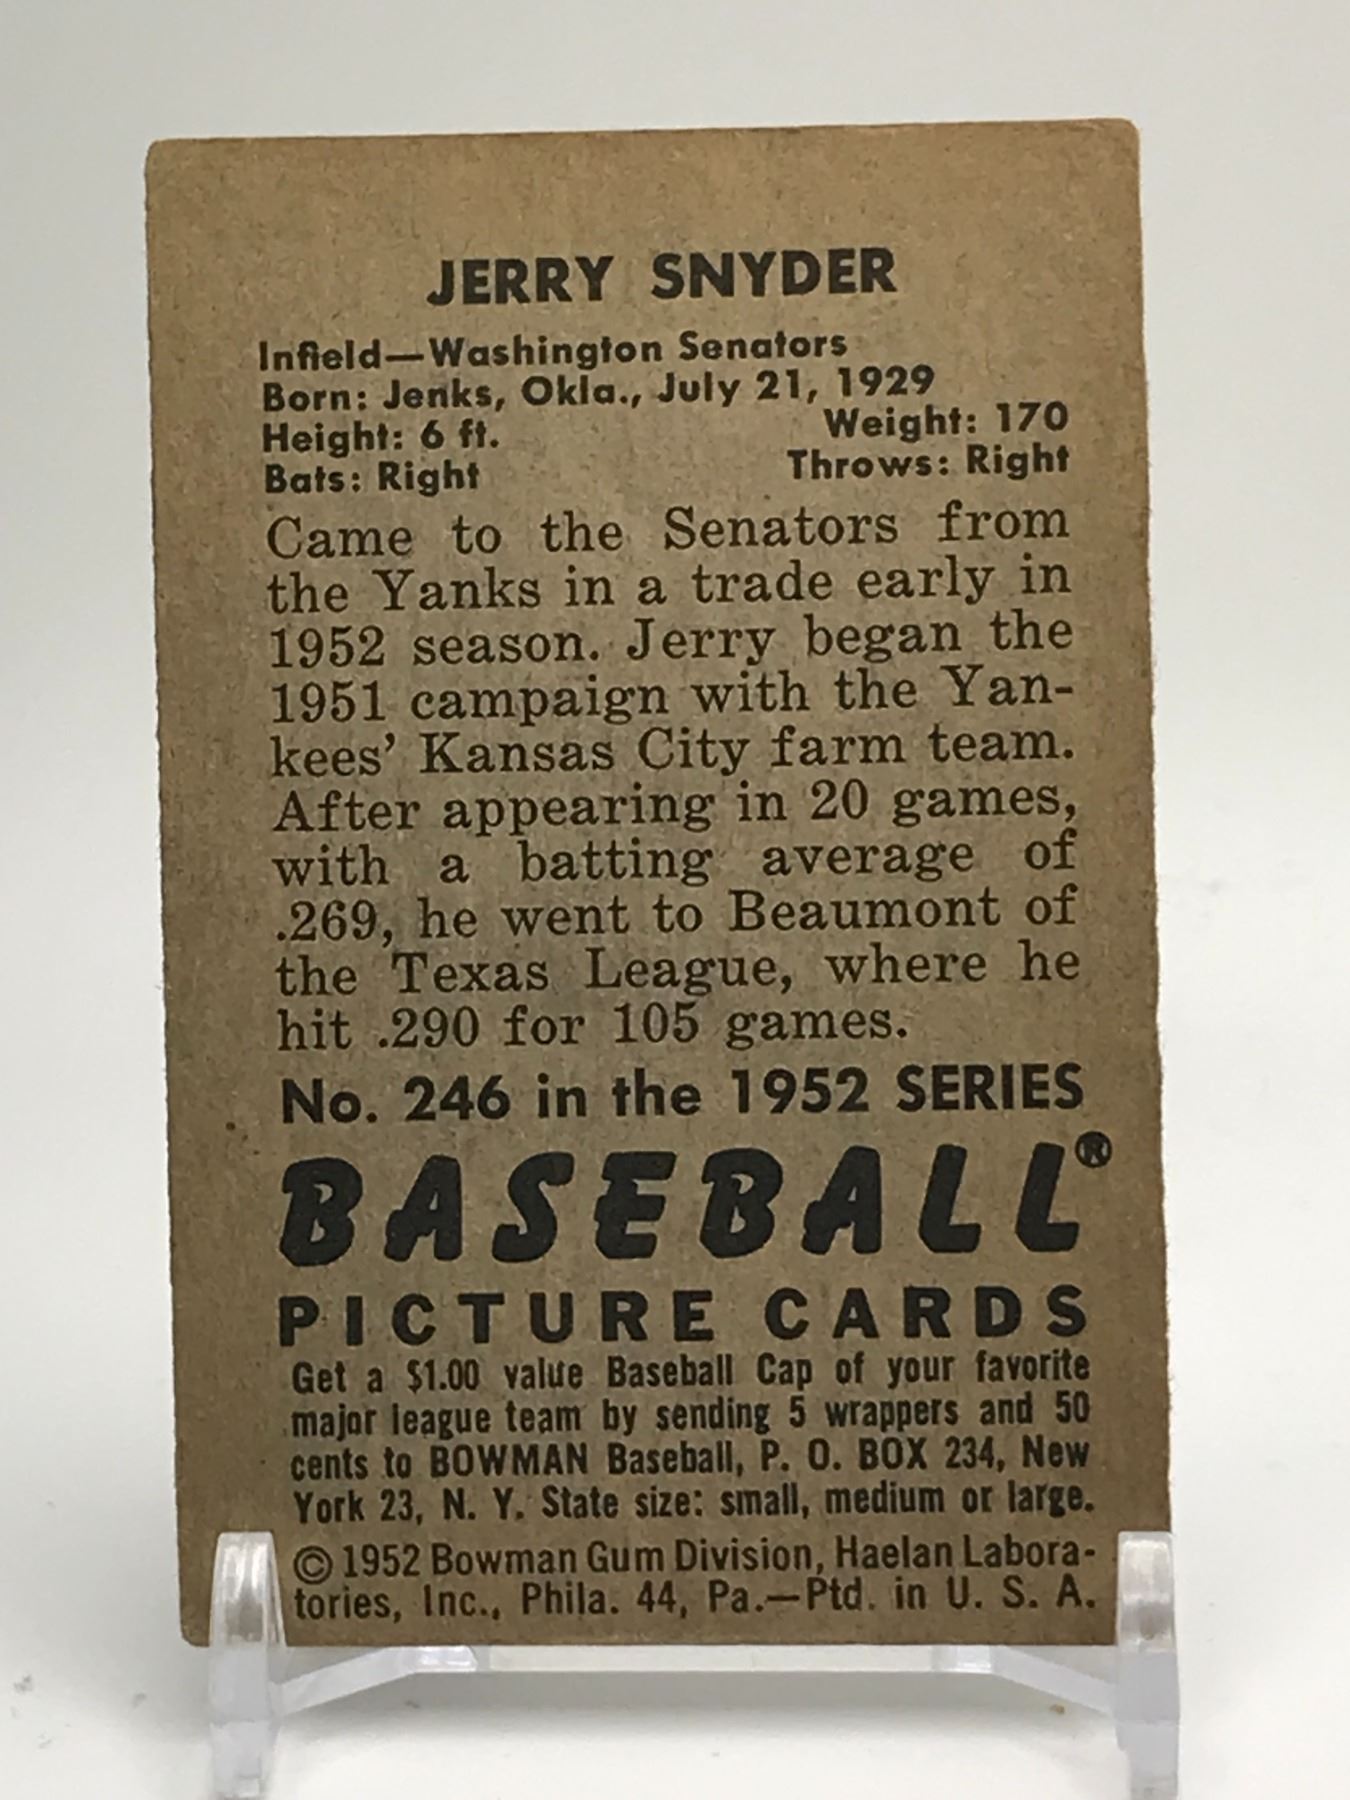 JERRY SNYDER
Infield—Washington Senators
Born: Jenks, Okla., July 21, 1929
Height: 6 ft. Weight: 170
Bats: Right Throws: Right
Came to the Senators from
the Yanks in a trade early in
1952 season. Jerry began the
1951 campaign with the Yan-
kees' Kansas City farm team.
After appearing in 20 games,
with a batting average of
.269, he went to Beaumont of
the Texas League, where he
hit .290 for 105 games.
No. 246 in the 1952 SERIES
BASEBALL®
PICTURE CARDS
Get a $1.00 value Baseball Cap of your favorite
major league team by sending 5 wrappers and 50
cents to BOWMAN Baseball, P. O. BOX 234, New
York 23, N. Y. State size: small, medium or large.
© 1952 Bowman Gum Division, Haelan Labora-
tories, Inc., Phila. 44, Pa.—Ptd. in U. S. A.